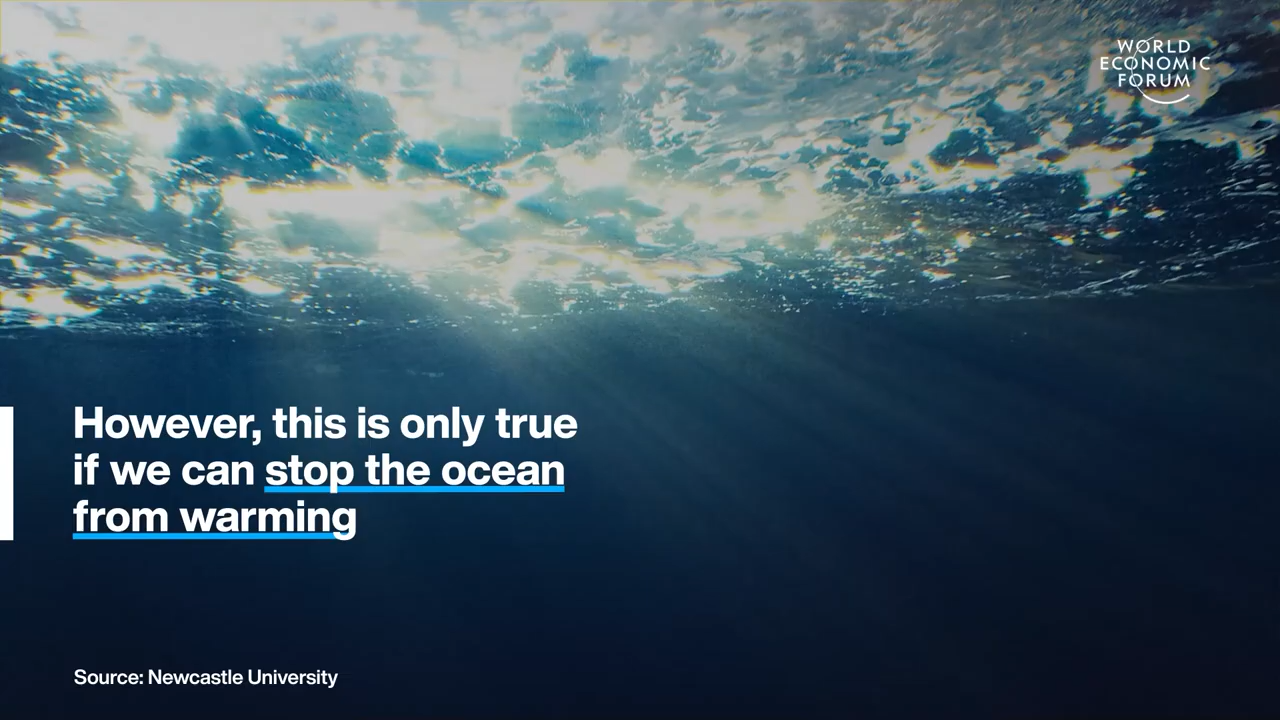 WORLD
ECONOMIC
FORUM
However, this is only true
if we can stop the ocean
from warming
Source: Newcastle University